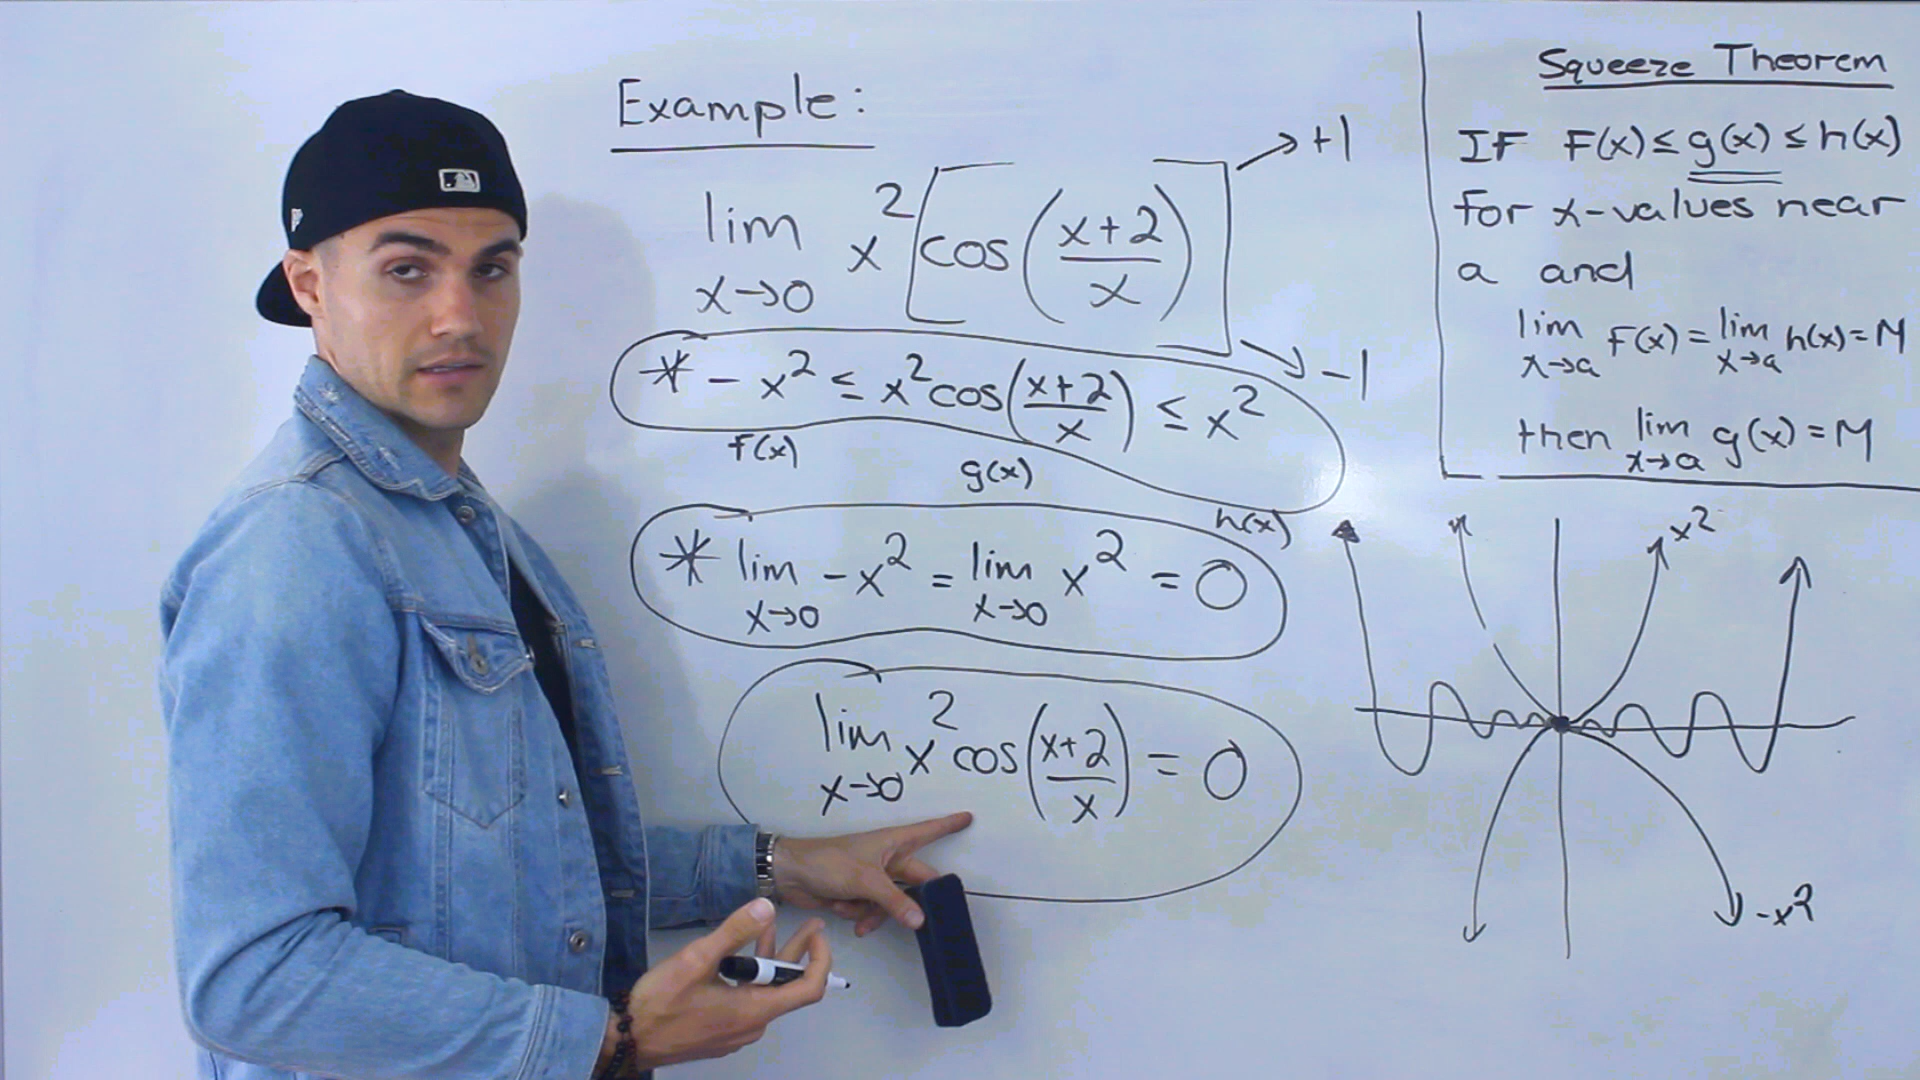 Example:
lim x→0 x² [cos((x+2)/x)] → +1
→ -1
* -x² ≤ x² cos((x+2)/x) ≤ x²
F(x)
g(x)
h(x)
* lim x→0 -x² = lim x→0 x² = 0
lim x→0 x² cos((x+2)/x) = 0
Squeeze Theorem
IF F(x) ≤ g(x) ≤ h(x)
for x-values near
a and
lim x→a F(x) = lim x→a h(x) = M
then lim x→a g(x) = M
x²
-x²